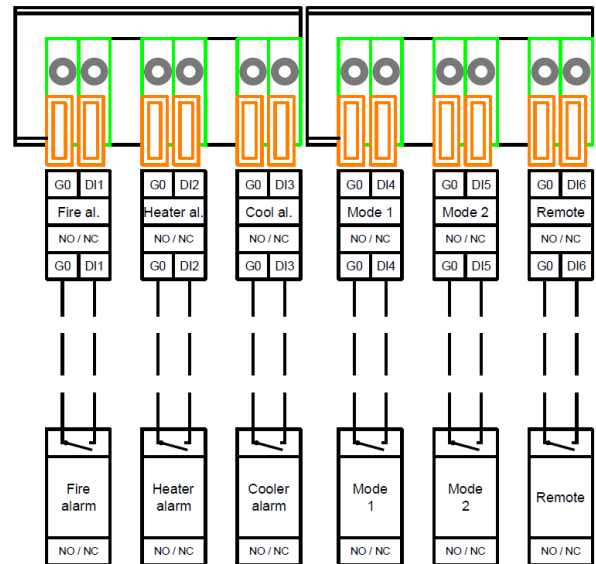 G0 DI1 G0 DI2 G0 DI3 G0 DI4 G0 DI5 G0 DI6
Fire al. Heater al. Cool al. Mode 1 Mode 2 Remote
NO / NC NO / NC NO / NC NO / NC NO / NC NO / NC
G0 DI1 G0 DI2 G0 DI3 G0 DI4 G0 DI5 G0 DI6
Fire Heater Cooler Mode Mode Remote
alarm alarm alarm 1 2
NO / NC NO / NC NO / NC NO / NC NO / NC NO / NC